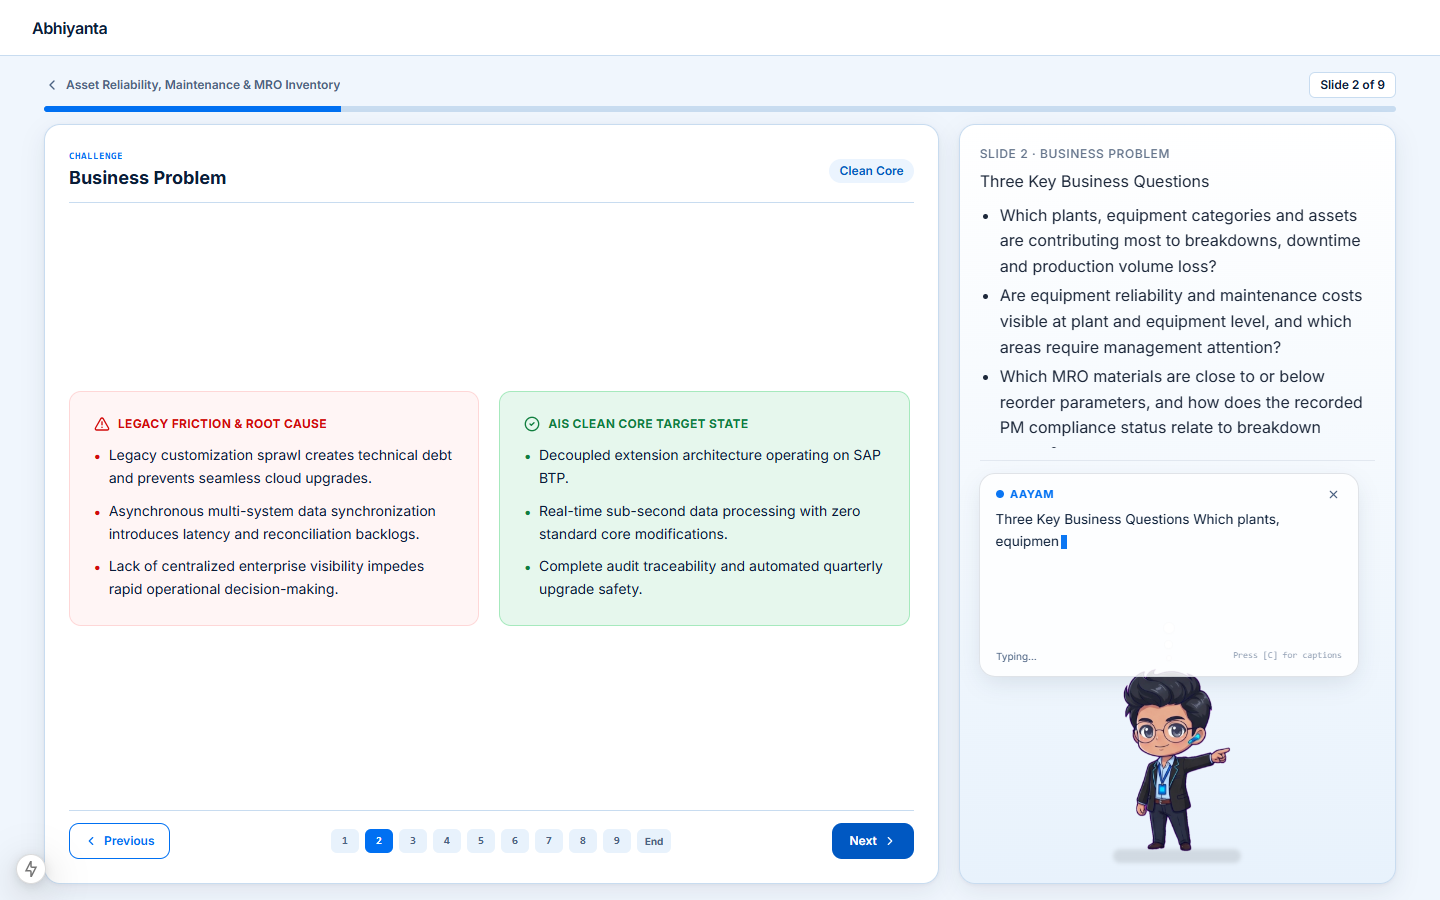 Abhiyanta
Asset Reliability, Maintenance & MRO Inventory
Slide 2 of 9
CHALLENGE
Business Problem
Clean Core
LEGACY FRICTION & ROOT CAUSE
• Legacy customization sprawl creates technical debt
and prevents seamless cloud upgrades.
• Asynchronous multi-system data synchronization
introduces latency and reconciliation backlogs.
• Lack of centralized enterprise visibility impedes
rapid operational decision-making.
AIS CLEAN CORE TARGET STATE
• Decoupled extension architecture operating on SAP
BTP.
• Real-time sub-second data processing with zero
standard core modifications.
• Complete audit traceability and automated quarterly
upgrade safety.
Previous
1 2 3 4 5 6 7 8 9 End
Next
SLIDE 2 · BUSINESS PROBLEM
Three Key Business Questions
• Which plants, equipment categories and assets
are contributing most to breakdowns, downtime
and production volume loss?
• Are equipment reliability and maintenance costs
visible at plant and equipment level, and which
areas require management attention?
• Which MRO materials are close to or below
reorder parameters, and how does the recorded
PM compliance status relate to breakdown
AAYAM
Three Key Business Questions Which plants,
equipmen
Typing...
Press [C] for captions